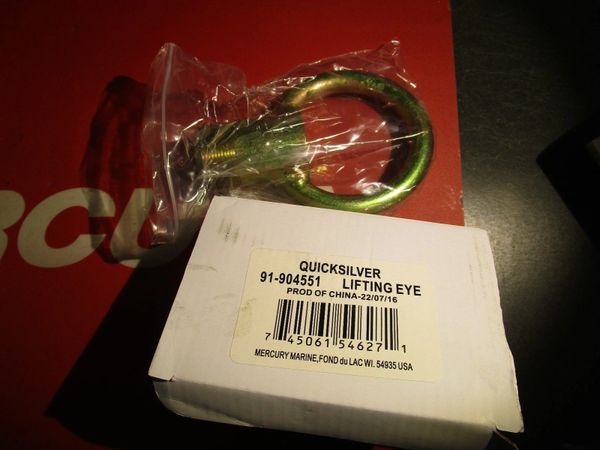 RCU
QUICKSILVER
91-904551 LIFTING EYE
PROD OF CHINA-22/07/16
7 45061 54627 1
MERCURY MARINE,FOND du LAC WI. 54935 USA